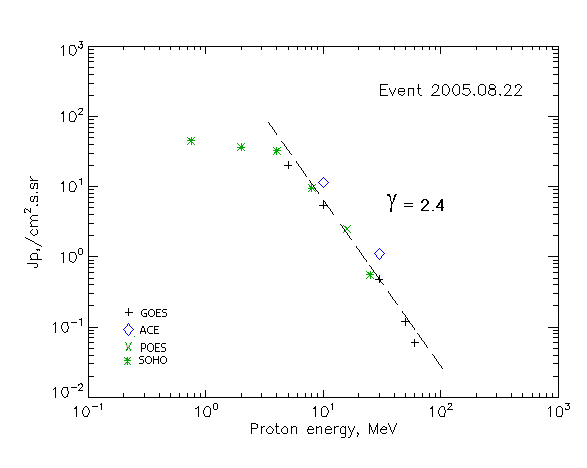 10³
Event 2005.08.22
10²
10¹
γ = 2.4
Jp,/cm².s.sr
10⁰
GOES
ACE
10⁻¹
POES
SOHO
10⁻²
10⁻¹ 10⁰ 10¹ 10² 10³
Proton energy, MeV